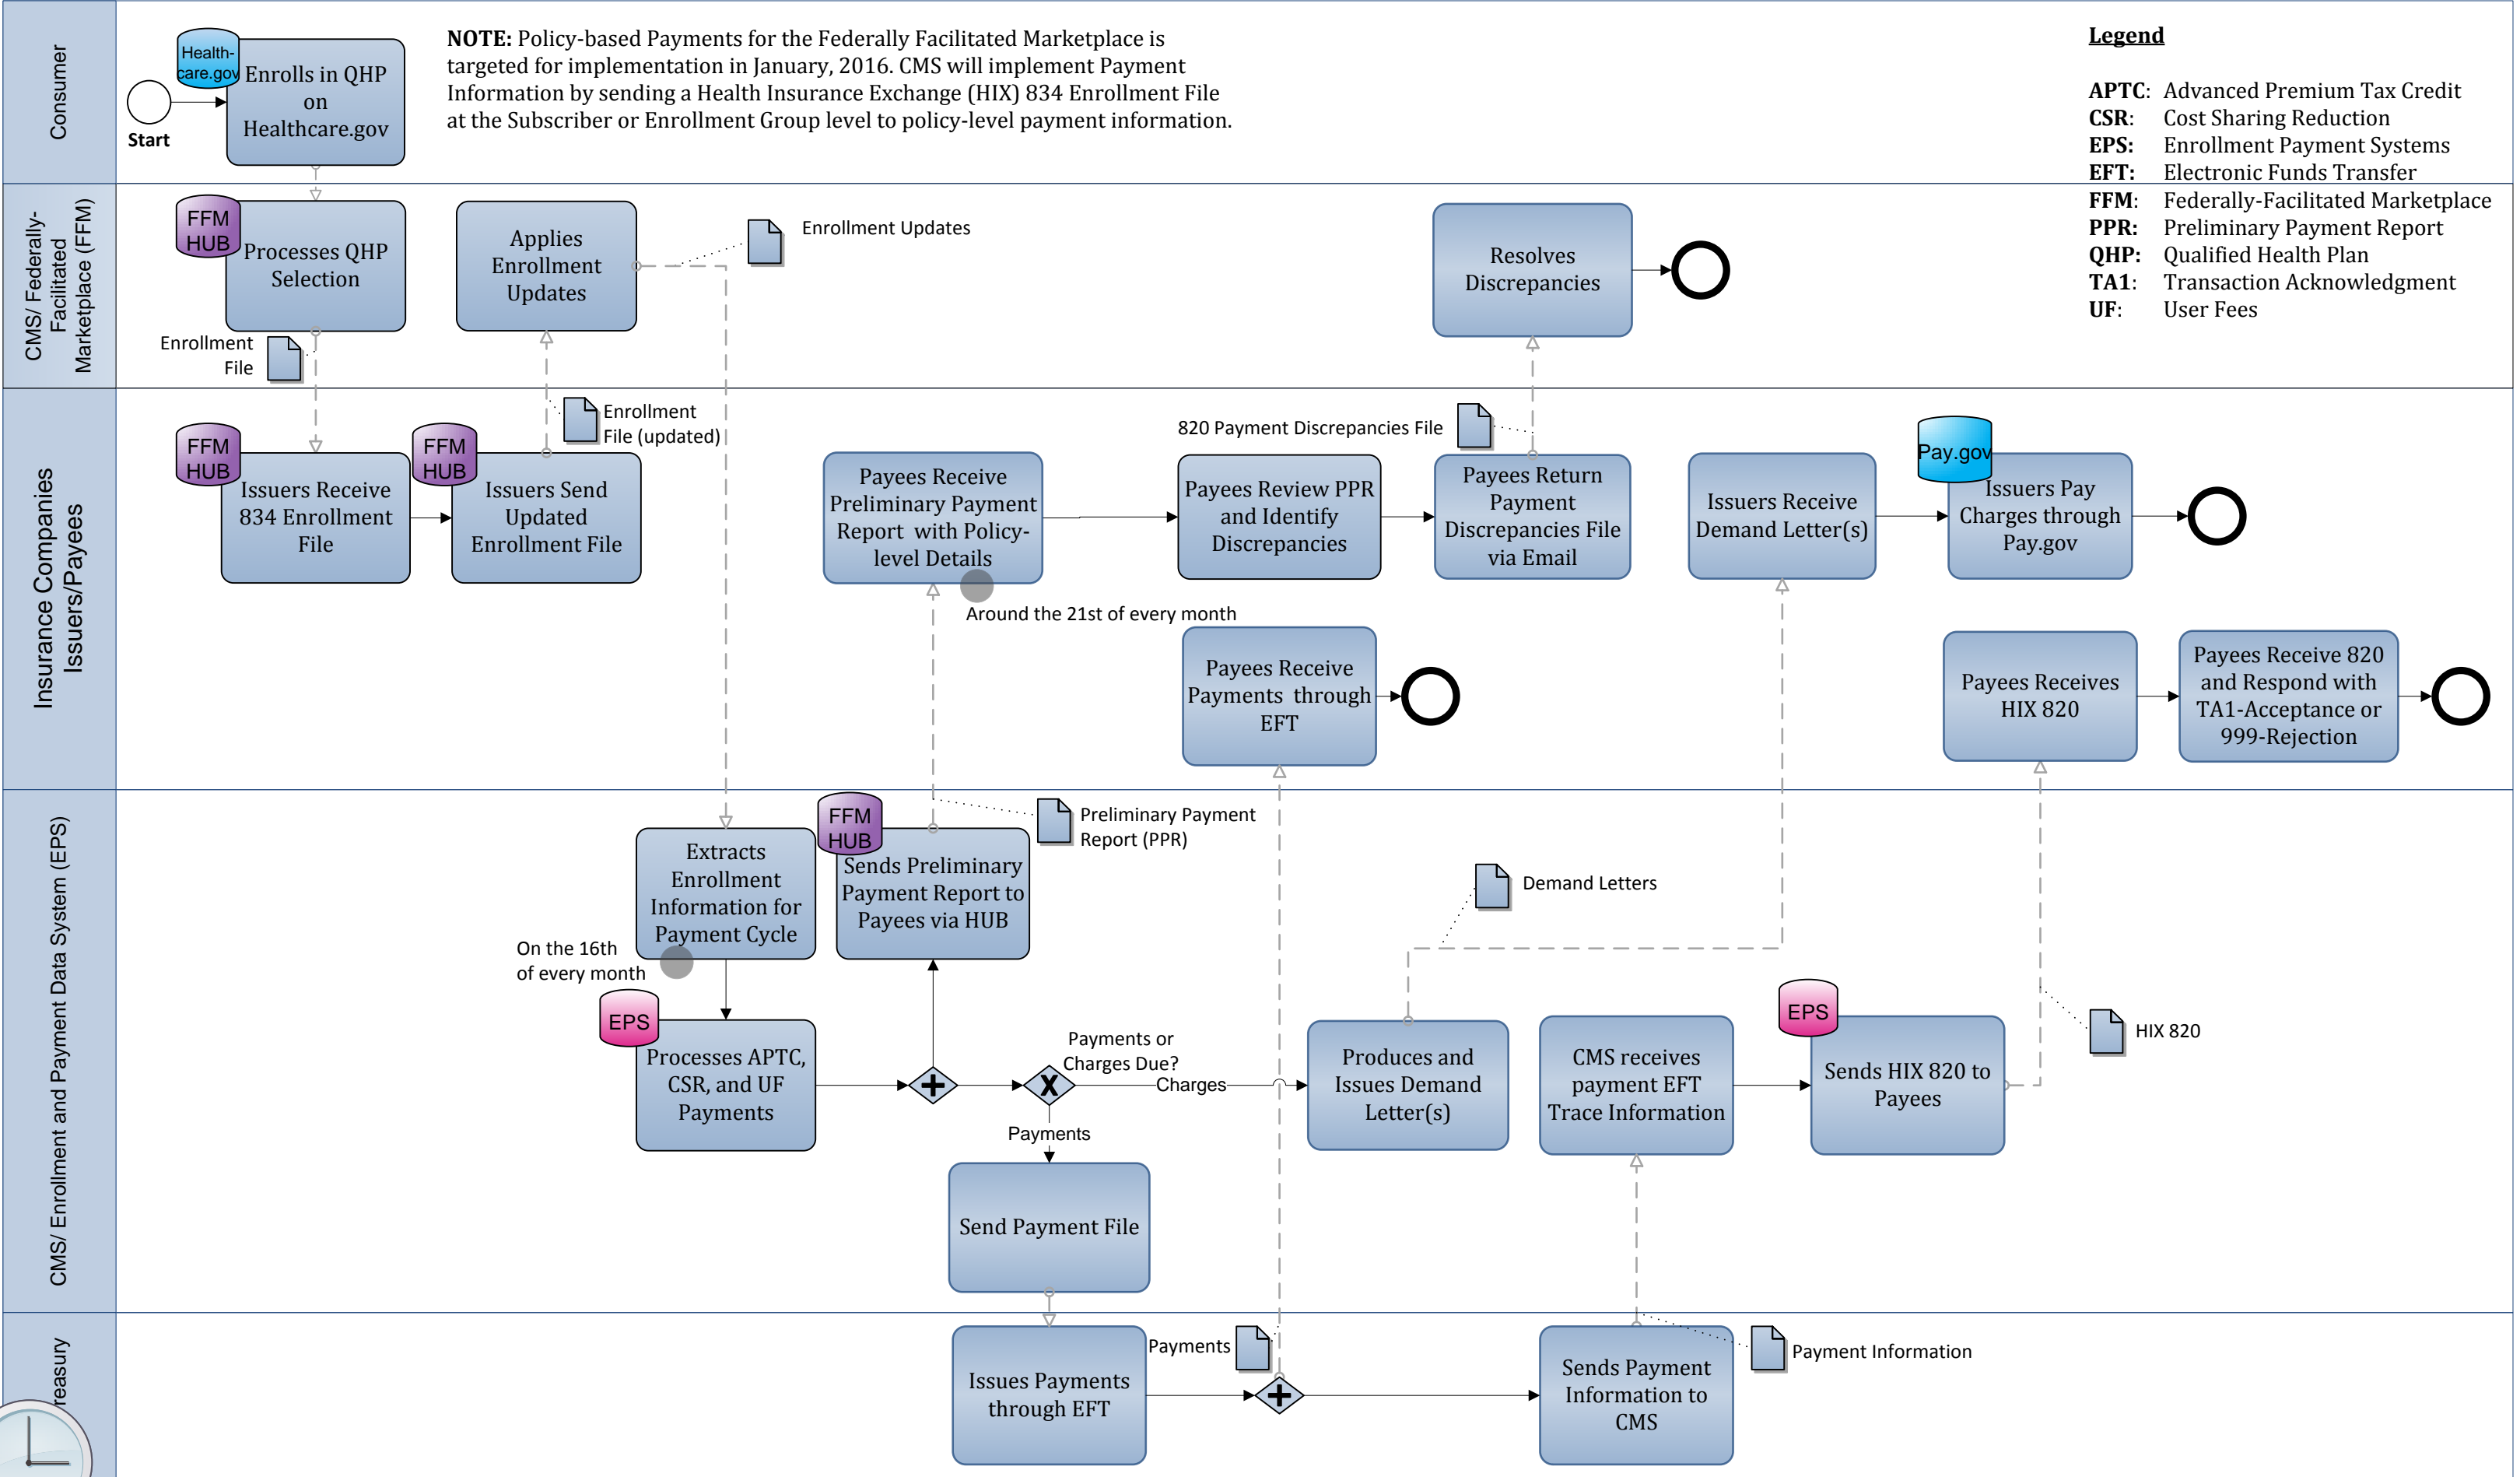 Consumer
Health-
care.gov
Enrolls in QHP
on
Healthcare.gov
Start
NOTE: Policy-based Payments for the Federally Facilitated Marketplace is
targeted for implementation in January, 2016. CMS will implement Payment
Information by sending a Health Insurance Exchange (HIX) 834 Enrollment File
at the Subscriber or Enrollment Group level to policy-level payment information.
Legend
APTC: Advanced Premium Tax Credit
CSR: Cost Sharing Reduction
EPS: Enrollment Payment Systems
EFT: Electronic Funds Transfer
FFM: Federally-Facilitated Marketplace
PPR: Preliminary Payment Report
QHP: Qualified Health Plan
TA1: Transaction Acknowledgment
UF: User Fees
CMS/ Federally-
Facilitated
Marketplace (FFM)
FFM
HUB
Processes QHP
Selection
Enrollment
File
Applies
Enrollment
Updates
Enrollment Updates
Resolves
Discrepancies
Insurance Companies
Issuers/Payees
FFM
HUB
Issuers Receive
834 Enrollment
File
FFM
HUB
Issuers Send
Updated
Enrollment File
Enrollment
File (updated)
Payees Receive
Preliminary Payment
Report with Policy-
level Details
Around the 21st of every month
Payees Review PPR
and Identify
Discrepancies
820 Payment Discrepancies File
Payees Return
Payment
Discrepancies File
via Email
Issuers Receive
Demand Letter(s)
Pay.gov
Issuers Pay
Charges through
Pay.gov
Payees Receive
Payments through
EFT
Payees Receives
HIX 820
Payees Receive 820
and Respond with
TA1-Acceptance or
999-Rejection
CMS/ Enrollment and Payment Data System (EPS)
Extracts
Enrollment
Information for
Payment Cycle
On the 16th
of every month
FFM
HUB
Sends Preliminary
Payment Report to
Payees via HUB
Preliminary Payment
Report (PPR)
Demand Letters
EPS
Processes APTC,
CSR, and UF
Payments
Payments or
Charges Due?
Charges
Payments
Produces and
Issues Demand
Letter(s)
CMS receives
payment EFT
Trace Information
EPS
Sends HIX 820 to
Payees
HIX 820
Send Payment File
reasury
Issues Payments
through EFT
Payments
Sends Payment
Information to
CMS
Payment Information